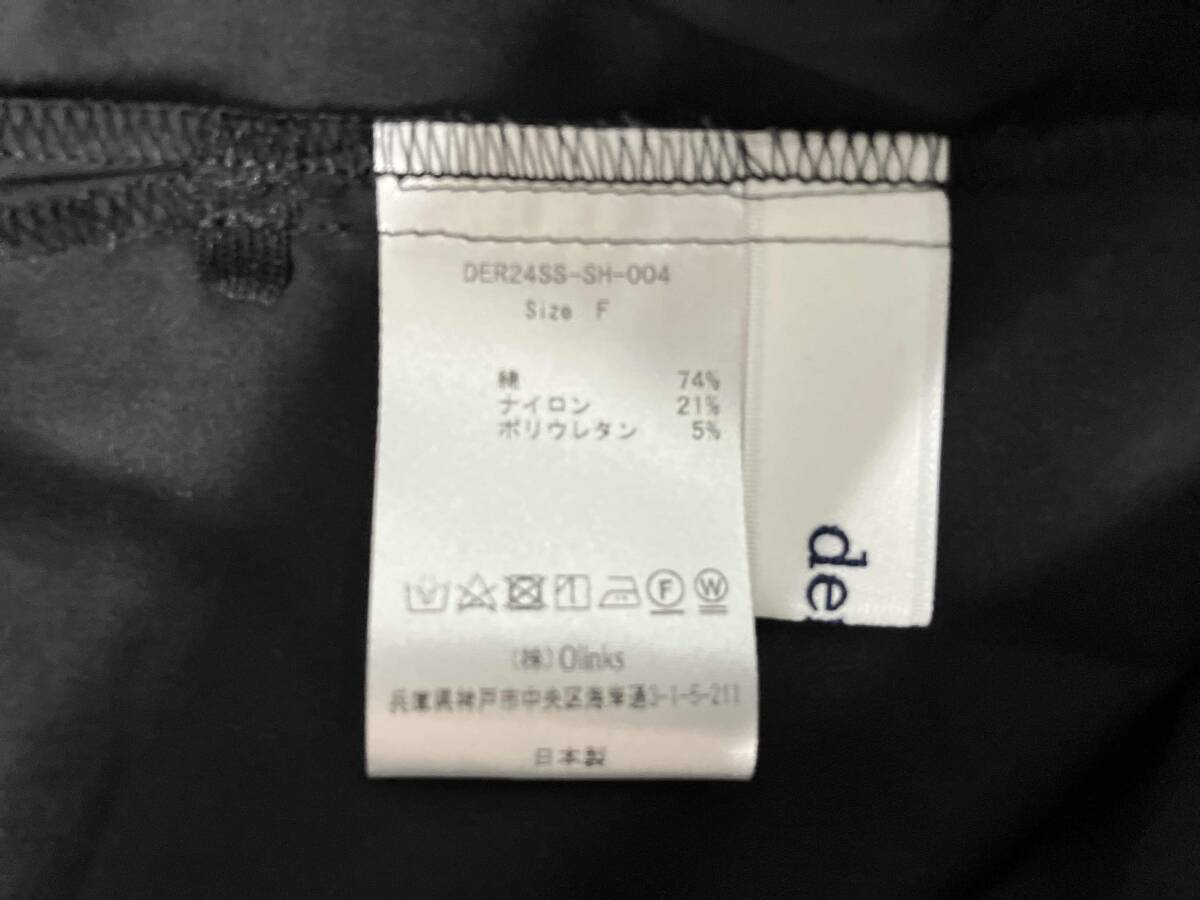 DER24SS-SH-004
Size F
綿 74%
ナイロン 21%
ポリウレタン 5%
F W
(株)Olinks
兵庫県神戸市中央区海岸通3-1-5-211
日本製
de